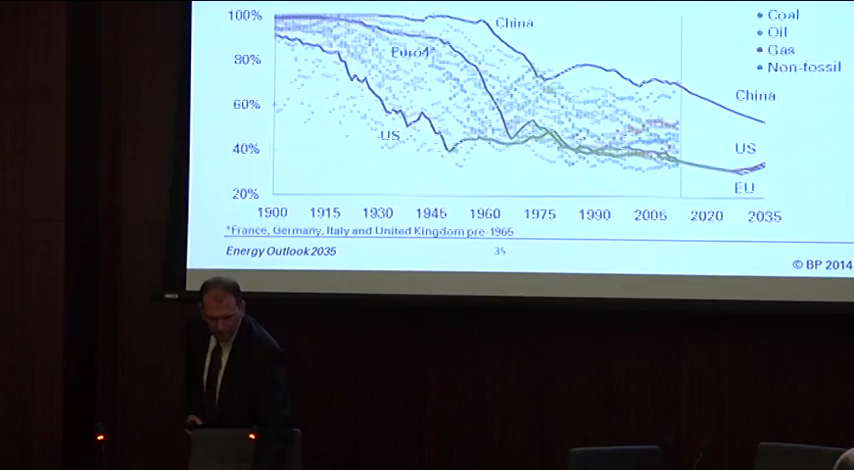 100%
80%
60%
40%
20%
China
Euro4*
US
Coal
Oil
Gas
Non-fossil
China
US
EU
1900 1915 1930 1945 1960 1975 1990 2005 2020 2035
*France, Germany, Italy and United Kingdom pre-1965
Energy Outlook 2035
35
© BP 2014